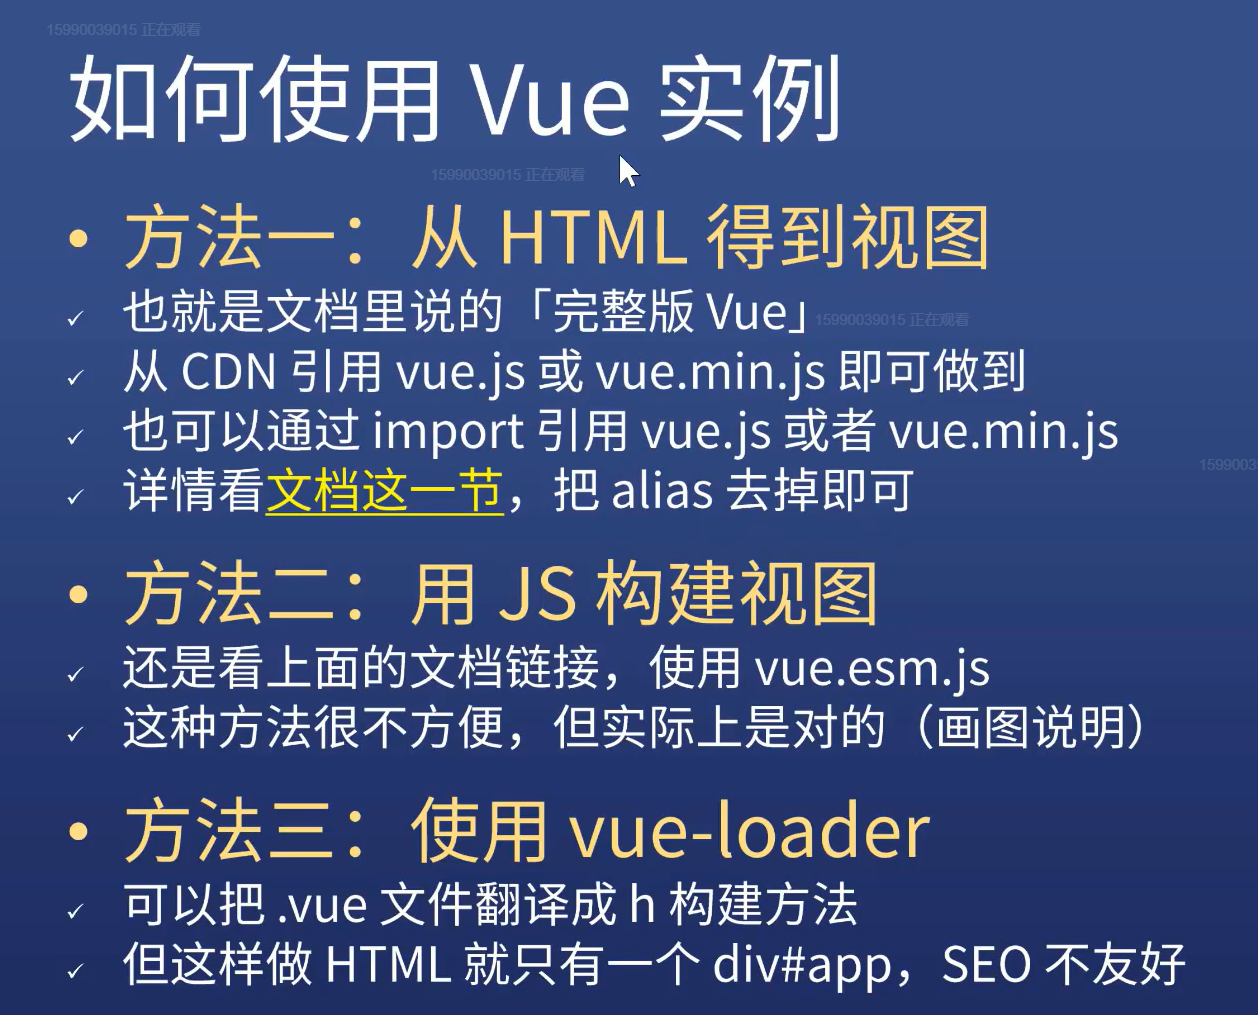 15990039015 正在观看
如何使用 Vue 实例
15990039015 正在观看
• 方法一：从 HTML 得到视图
✓ 也就是文档里说的「完整版 Vue」
15990039015 正在观看
✓ 从 CDN 引用 vue.js 或 vue.min.js 即可做到
✓ 也可以通过 import 引用 vue.js 或者 vue.min.js
1599003
✓ 详情看文档这一节，把 alias 去掉即可
• 方法二：用 JS 构建视图
✓ 还是看上面的文档链接，使用 vue.esm.js
✓ 这种方法很不方便，但实际上是对的（画图说明）
• 方法三：使用 vue-loader
✓ 可以把 .vue 文件翻译成 h 构建方法
✓ 但这样做 HTML 就只有一个 div#app，SEO 不友好